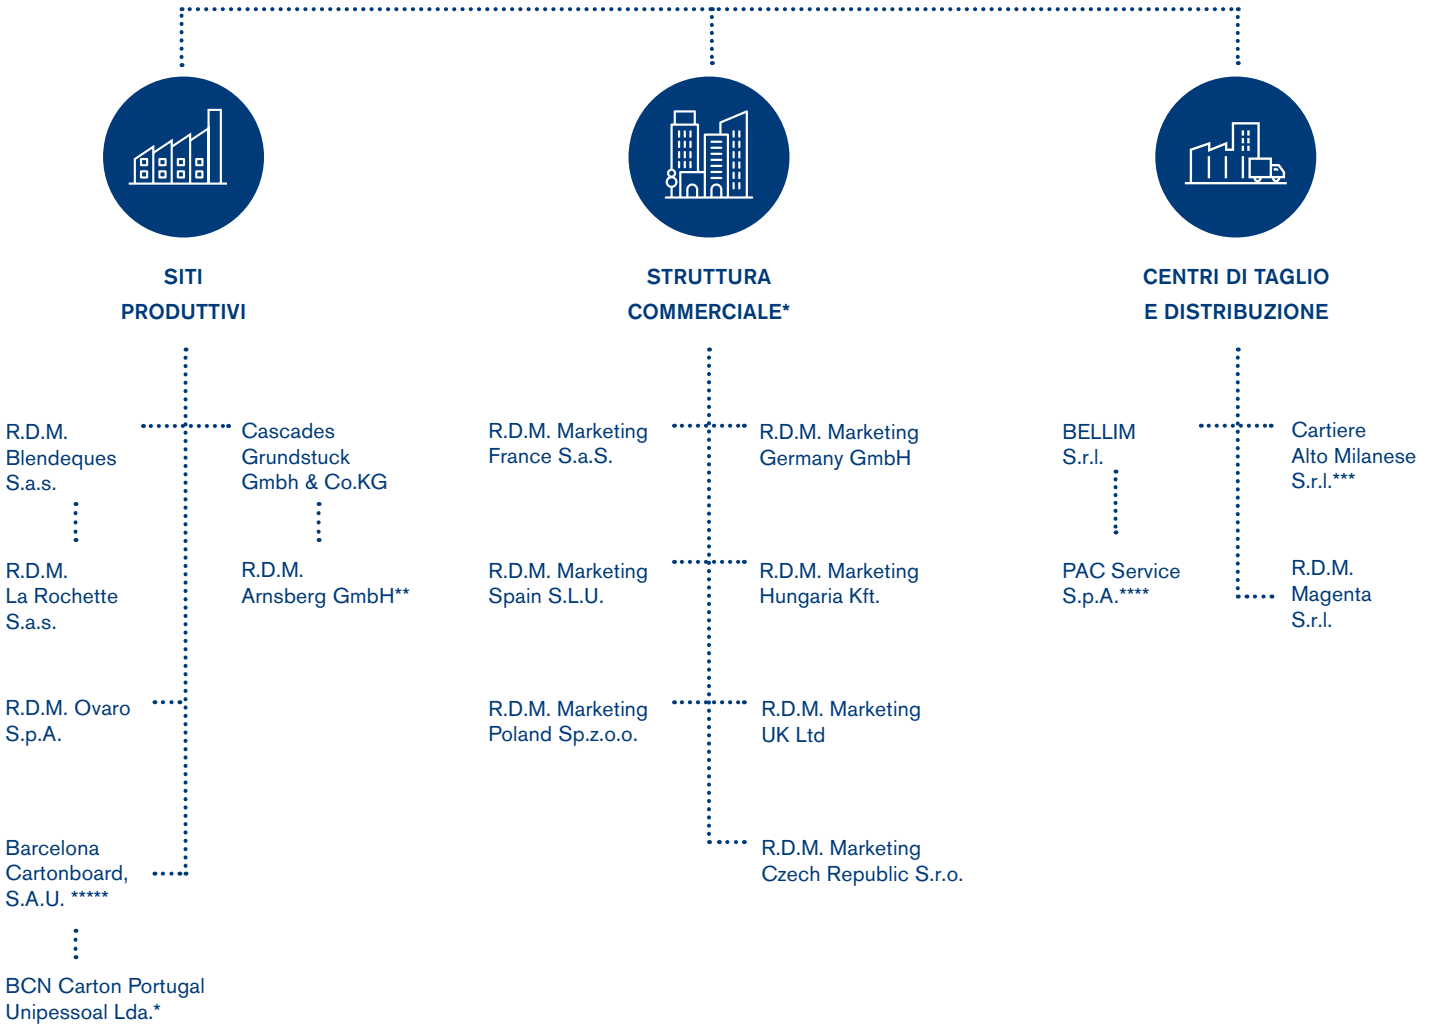 SITI
PRODUTTIVI
R.D.M.
Blendeques
S.a.s.
Cascades
Grundstuck
Gmbh & Co.KG
R.D.M.
La Rochette
S.a.s.
R.D.M.
Arnsberg GmbH**
R.D.M. Ovaro
S.p.A.
Barcelona
Cartonboard,
S.A.U. *****
BCN Carton Portugal
Unipessoal Lda.*
STRUTTURA
COMMERCIALE*
R.D.M. Marketing
France S.a.S.
R.D.M. Marketing
Germany GmbH
R.D.M. Marketing
Spain S.L.U.
R.D.M. Marketing
Hungaria Kft.
R.D.M. Marketing
Poland Sp.z.o.o.
R.D.M. Marketing
UK Ltd
R.D.M. Marketing
Czech Republic S.r.o.
CENTRI DI TAGLIO
E DISTRIBUZIONE
BELLIM
S.r.l.
Cartiere
Alto Milanese
S.r.l.***
PAC Service
S.p.A.****
R.D.M.
Magenta
S.r.l.